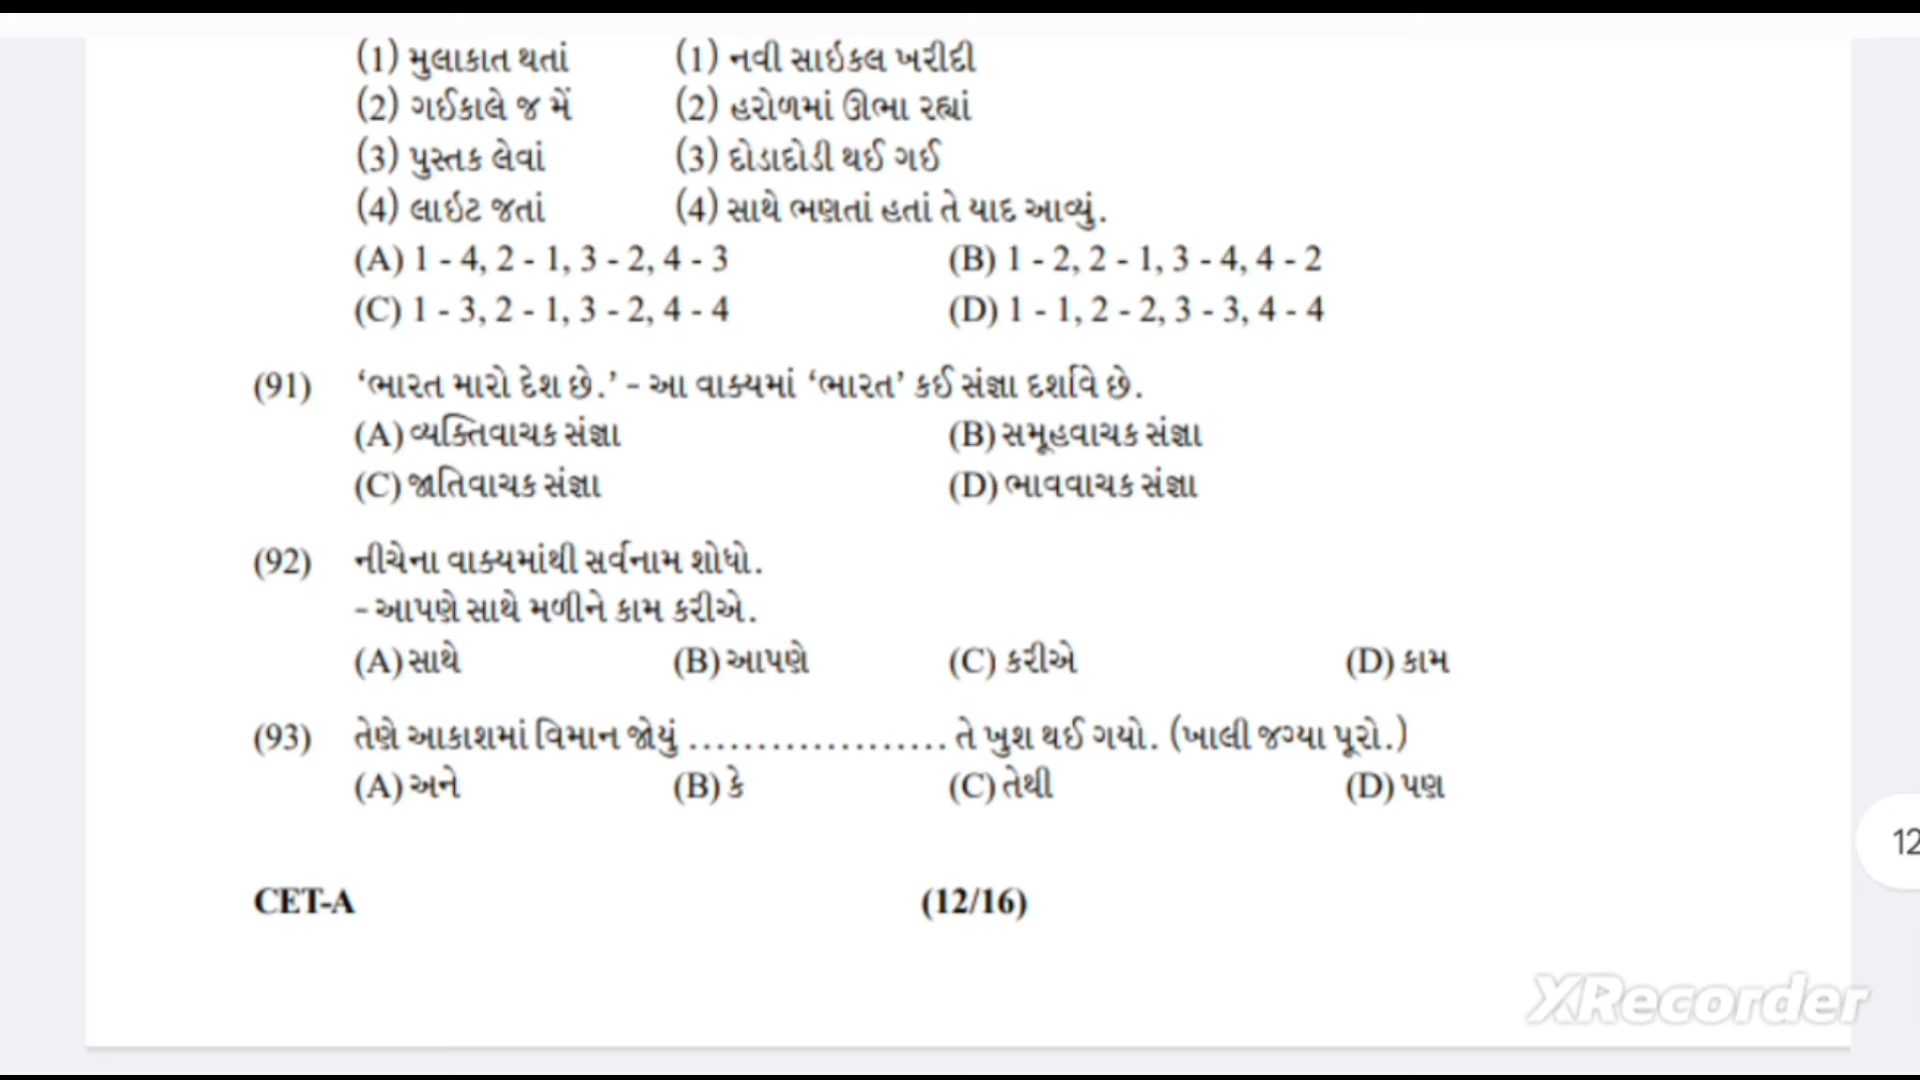 (1) મુલાકાત થતાં (1) નવી સાઇકલ ખરીદી
(2) ગઈકાલે જ મેં (2) હરોળમાં ઊભા રહ્યાં
(3) પુસ્તક લેવાં (3) દોડાદોડી થઈ ગઈ
(4) લાઇટ જતાં (4) સાથે ભણતાં હતાં તે યાદ આવ્યું.
(A) 1 - 4, 2 - 1, 3 - 2, 4 - 3 (B) 1 - 2, 2 - 1, 3 - 4, 4 - 2
(C) 1 - 3, 2 - 1, 3 - 2, 4 - 4 (D) 1 - 1, 2 - 2, 3 - 3, 4 - 4
(91) ‘ભારત મારો દેશ છે.’ – આ વાક્યમાં ‘ભારત’ કઈ સંજ્ઞા દર્શાવે છે.
(A) વ્યક્તિવાચક સંજ્ઞા (B) સમૂહવાચક સંજ્ઞા
(C) જાતિવાચક સંજ્ઞા (D) ભાવવાચક સંજ્ઞા
(92) નીચેના વાક્યમાંથી સર્વનામ શોધો.
– આપણે સાથે મળીને કામ કરીએ.
(A) સાથે (B) આપણે (C) કરીએ (D) કામ
(93) તેણે આકાશમાં વિમાન જોયું ................... તે ખુશ થઈ ગયો. (ખાલી જગ્યા પૂરો.)
(A) અને (B) કે (C) તેથી (D) પણ
12
CET-A (12/16)
XRecorder